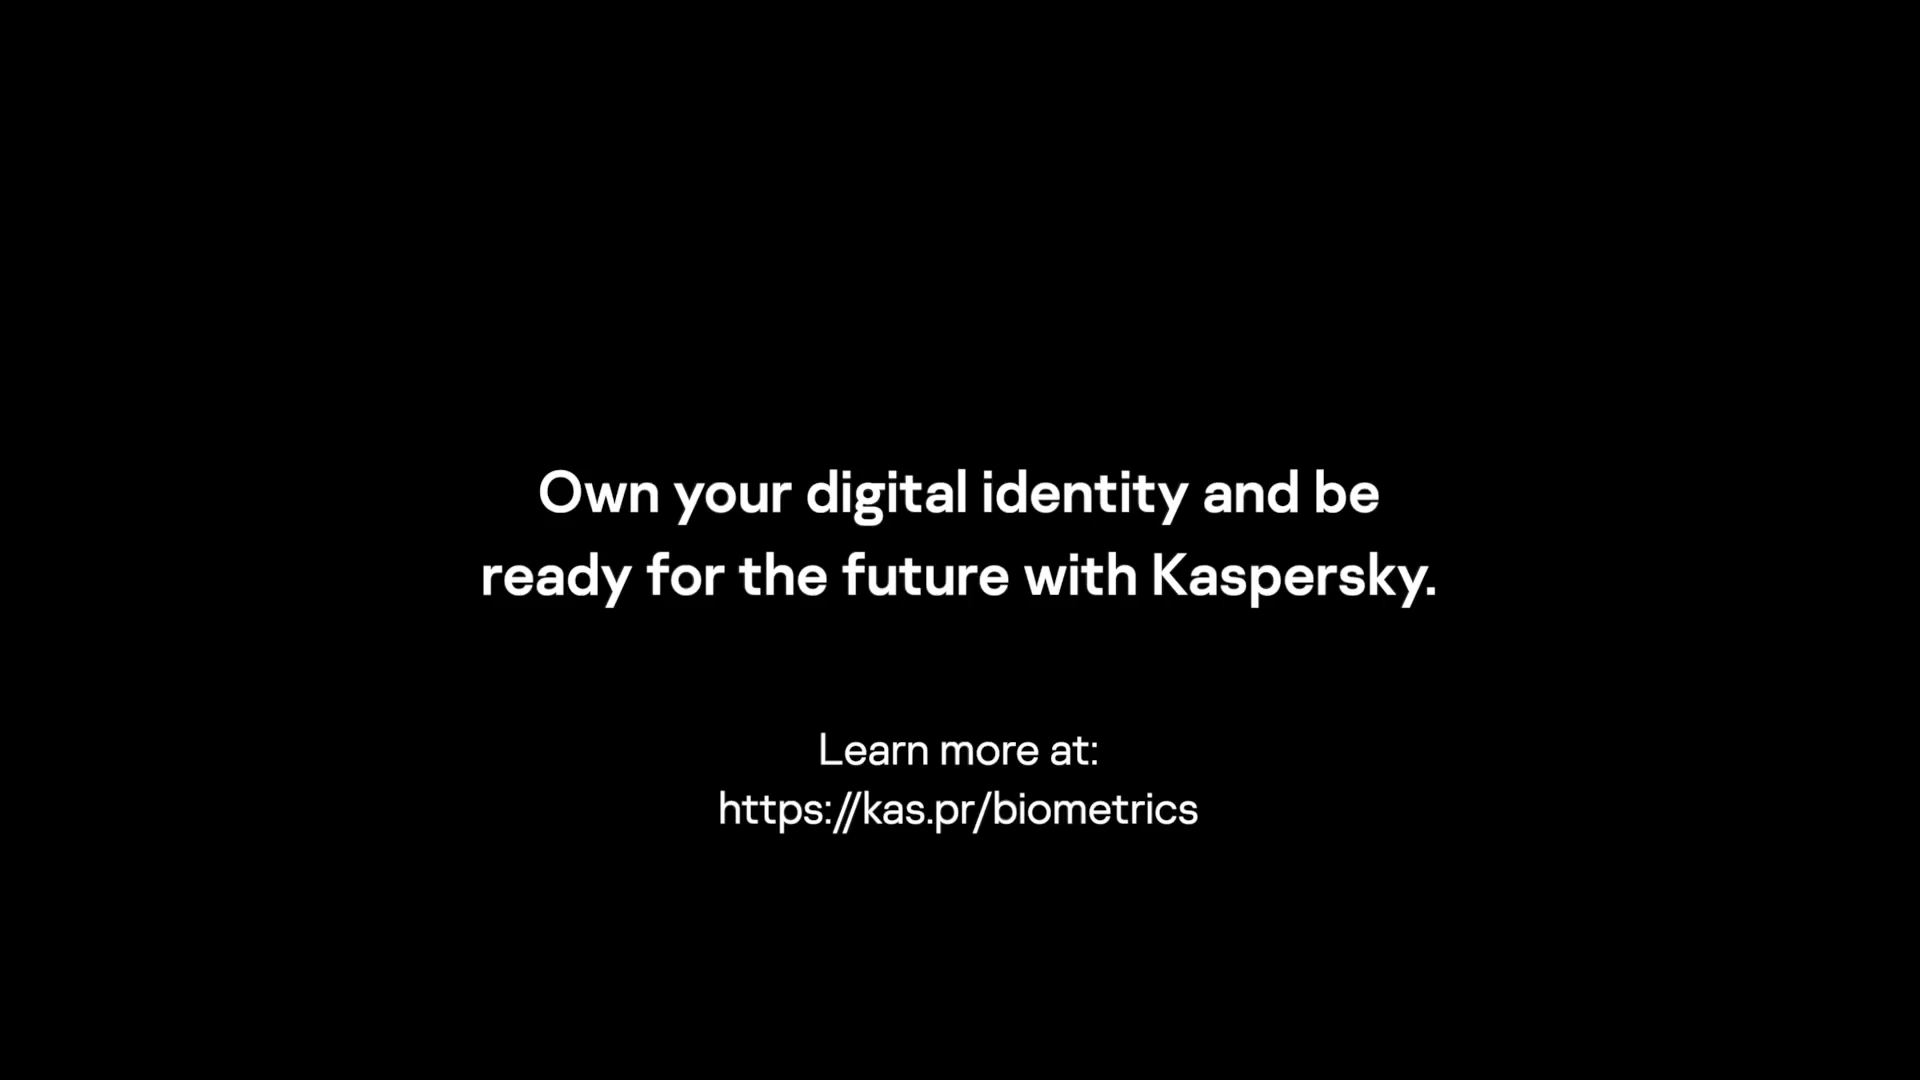 Own your digital identity and be
ready for the future with Kaspersky.
Learn more at:
https://kas.pr/biometrics